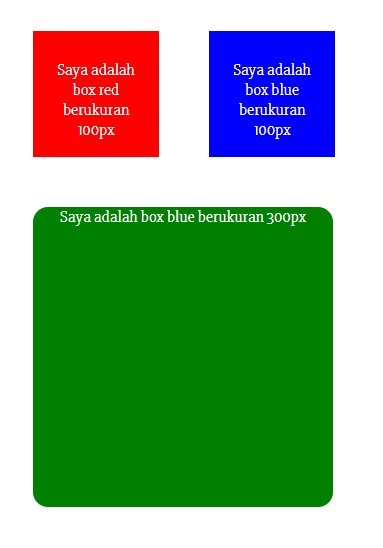 Saya adalah
box red
berukuran
100px
Saya adalah
box blue
berukuran
100px
Saya adalah box blue berukuran 300px